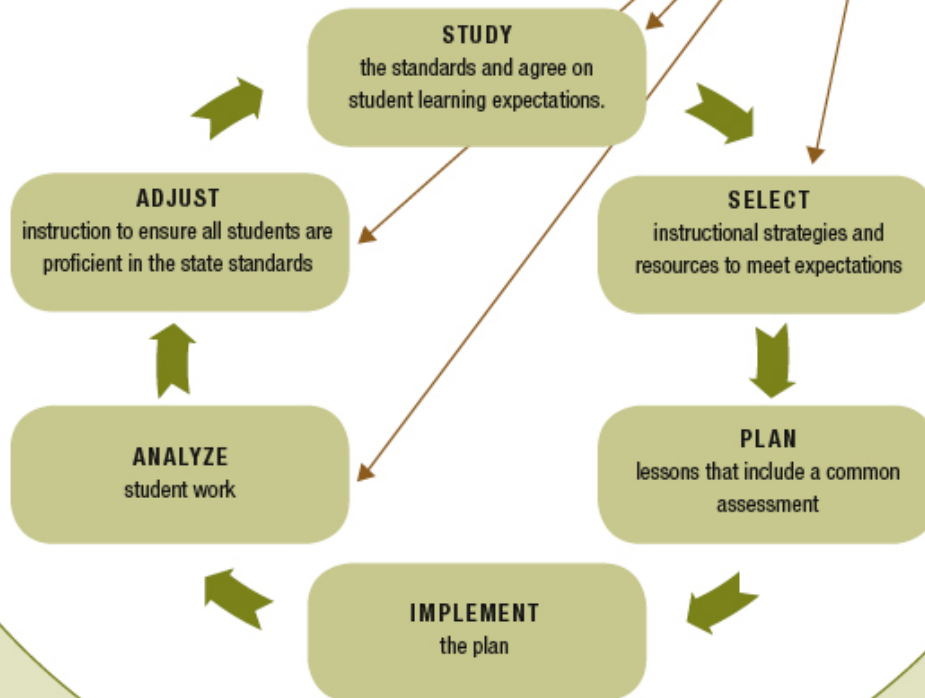 STUDY
the standards and agree on
student learning expectations.
SELECT
instructional strategies and
resources to meet expectations
PLAN
lessons that include a common
assessment
IMPLEMENT
the plan
ANALYZE
student work
ADJUST
instruction to ensure all students are
proficient in the state standards